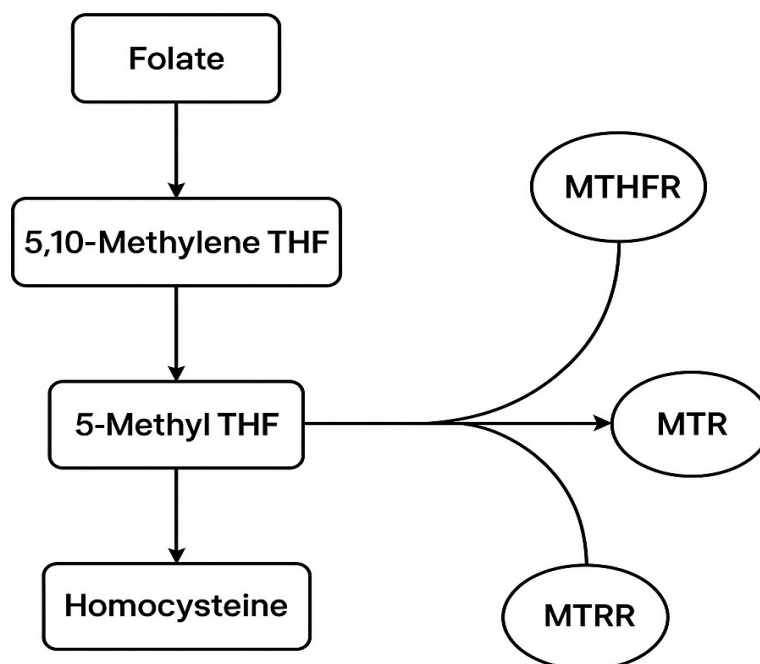 Folate
5,10-Methylene THF
5-Methyl THF
Homocysteine
MTHFR
MTR
MTRR